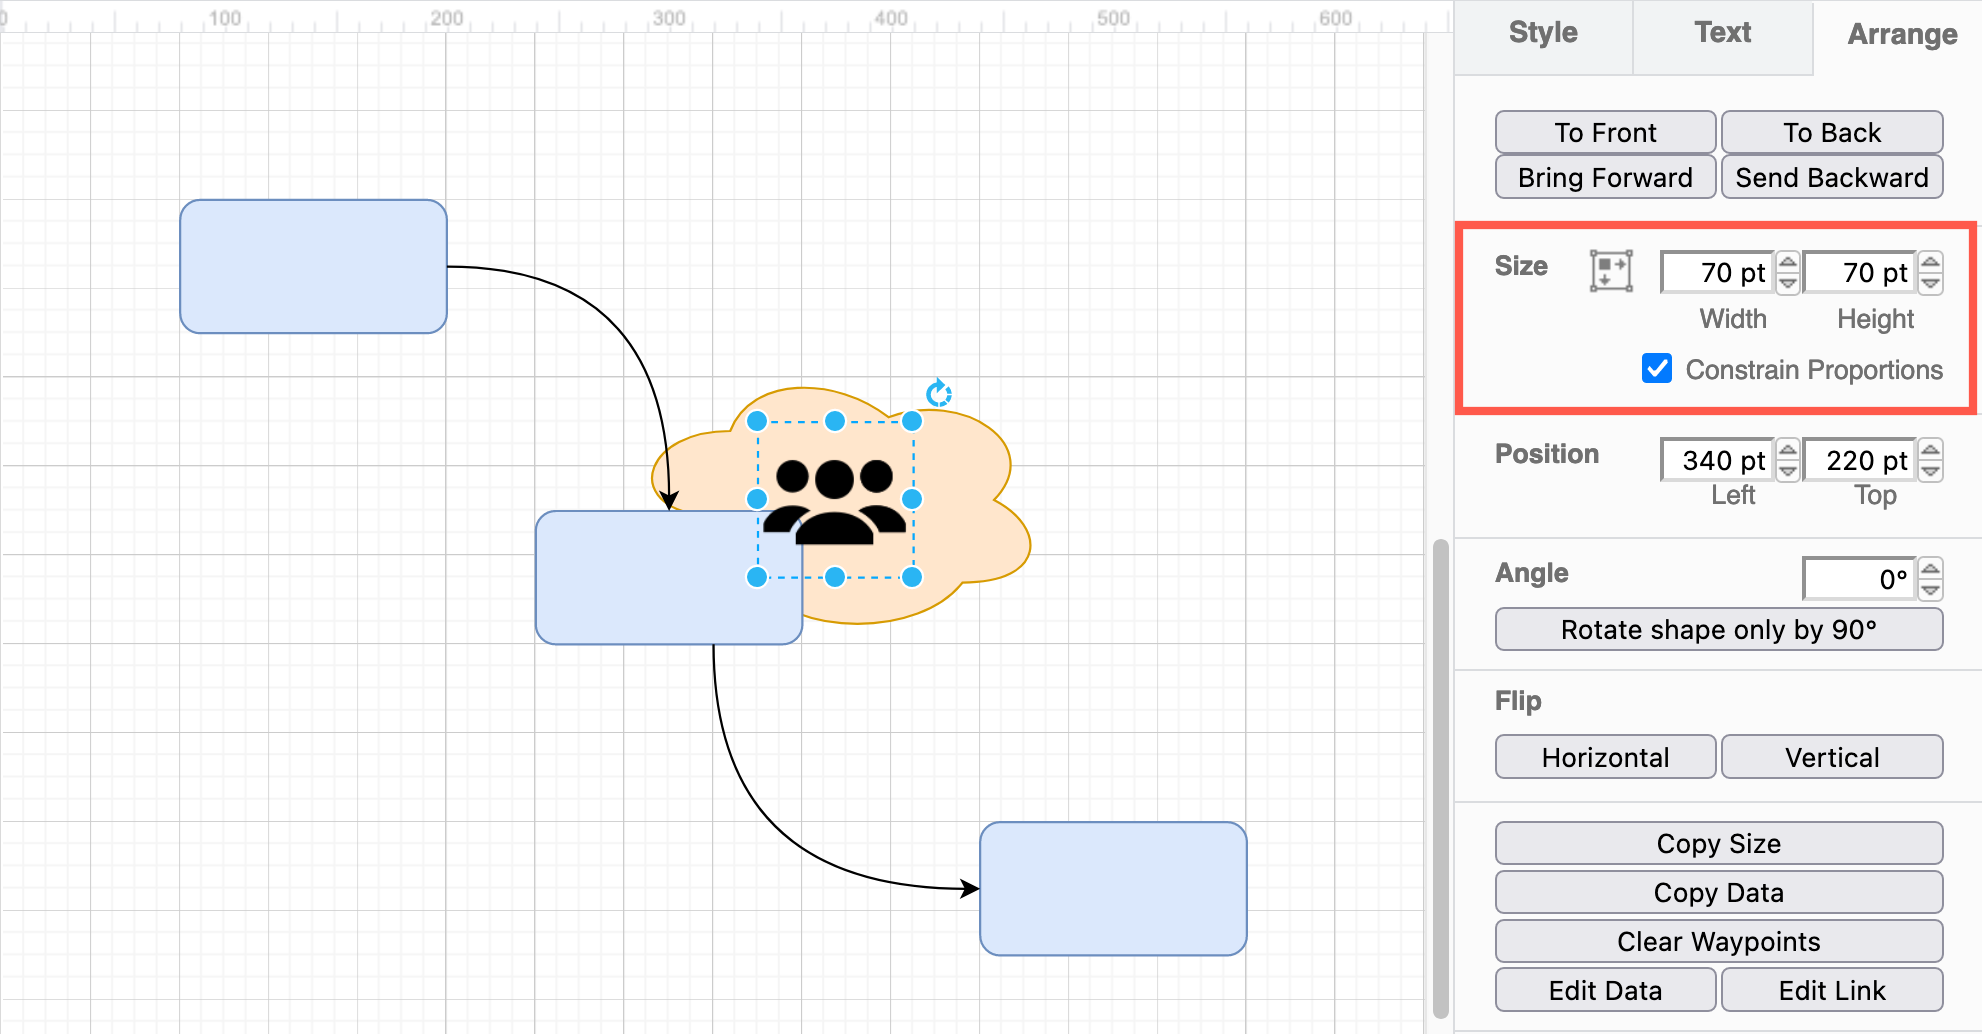 0 100 200 300 400 500 600
Style Text Arrange
To Front To Back
Bring Forward Send Backward
Size 70 pt 70 pt
Width Height
Constrain Proportions
Position 340 pt 220 pt
Left Top
Angle 0°
Rotate shape only by 90°
Flip
Horizontal Vertical
Copy Size
Copy Data
Clear Waypoints
Edit Data Edit Link